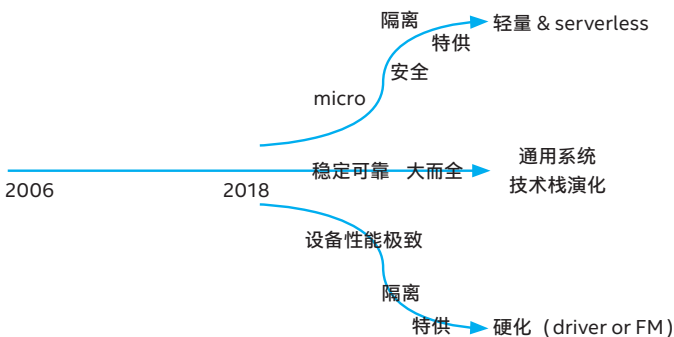 隔离
轻量 & serverless
特供
安全
micro
稳定可靠 大而全
通用系统
技术栈演化
2006
2018
设备性能极致
隔离
特供
硬化（driver or FM）